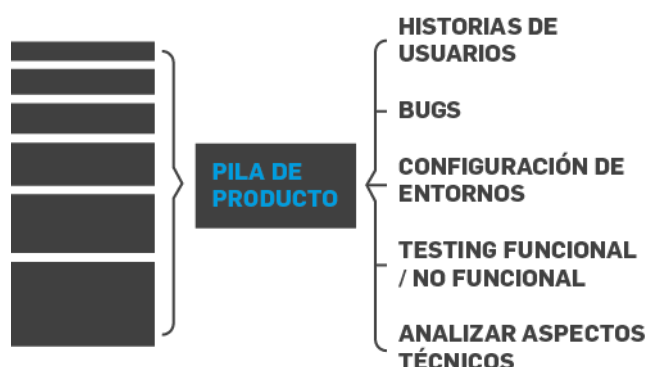 HISTORIAS DE
USUARIOS
BUGS
PILA DE
PRODUCTO
CONFIGURACIÓN DE
ENTORNOS
TESTING FUNCIONAL
/ NO FUNCIONAL
ANALIZAR ASPECTOS
TÉCNICOS